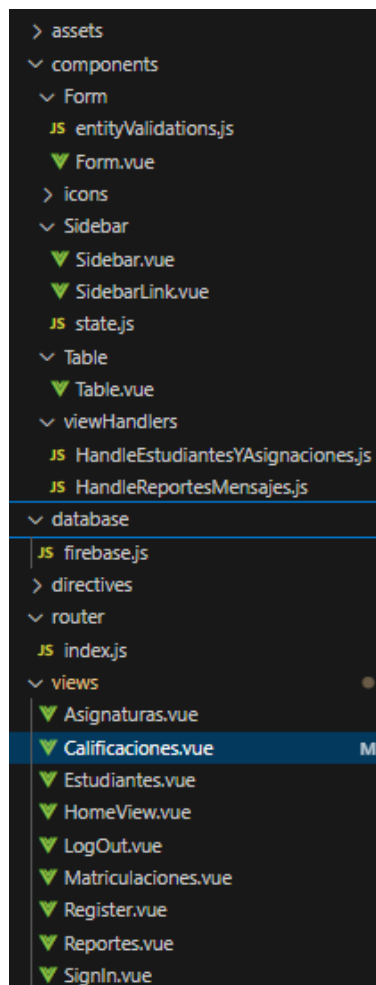 assets
components
Form
JS entityValidations.js
Form.vue
icons
Sidebar
Sidebar.vue
SidebarLink.vue
JS state.js
Table
Table.vue
viewHandlers
JS HandleEstudiantesYAsignaciones.js
JS HandleReportesMensajes.js
database
JS firebase.js
directives
router
JS index.js
views
Asignaturas.vue
Calificaciones.vue M
Estudiantes.vue
HomeView.vue
LogOut.vue
Matriculaciones.vue
Register.vue
Reportes.vue
SignIn.vue